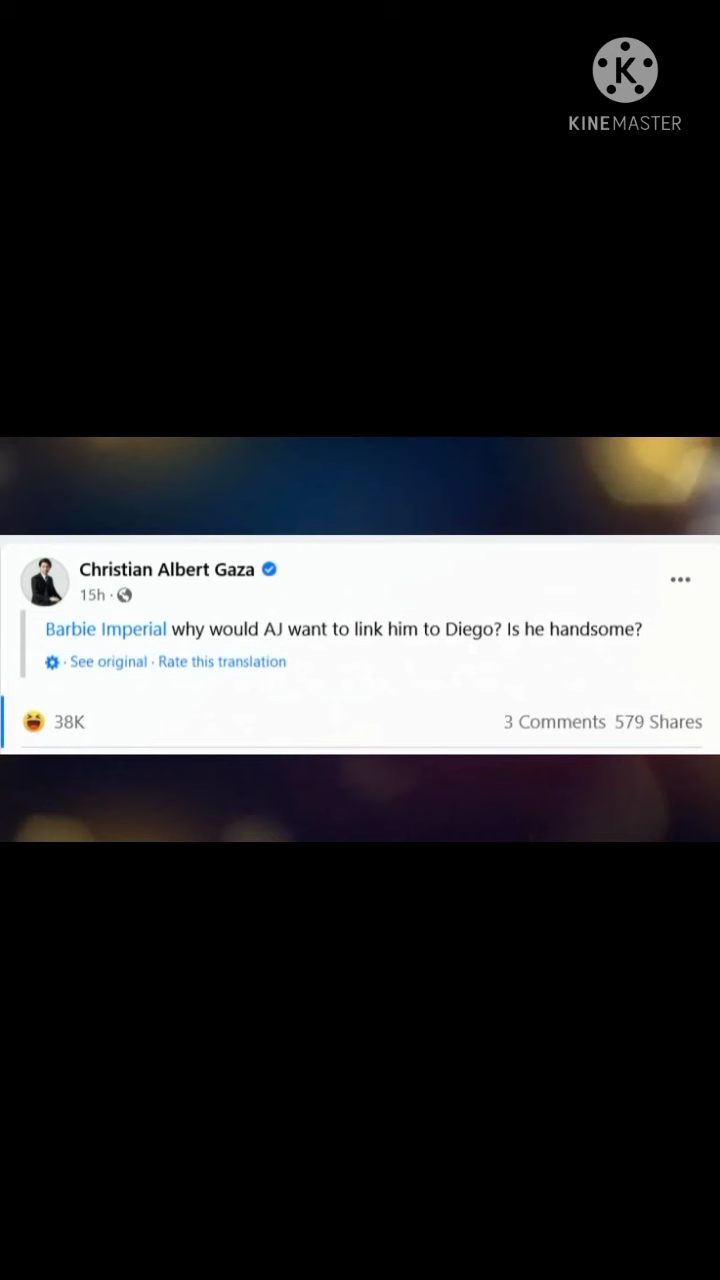 K
KINEMASTER
Christian Albert Gaza
15h ·
Barbie Imperial why would AJ want to link him to Diego? Is he handsome?
· See original · Rate this translation
38K
3 Comments 579 Shares